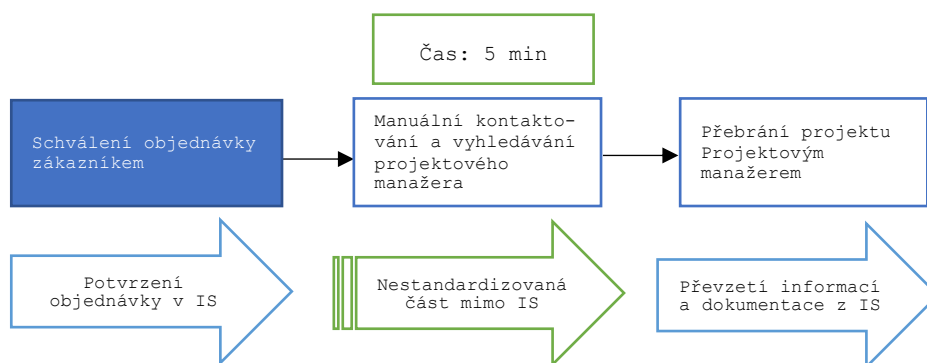 Čas: 5 min
Schválení objednávky
zákazníkem
Manuální kontakto-
vání a vyhledávání
projektového
manažera
Přebrání projektu
Projektovým
manažerem
Potvrzení
objednávky v IS
Nestandardizovaná
část mimo IS
Převzetí informací
a dokumentace z IS